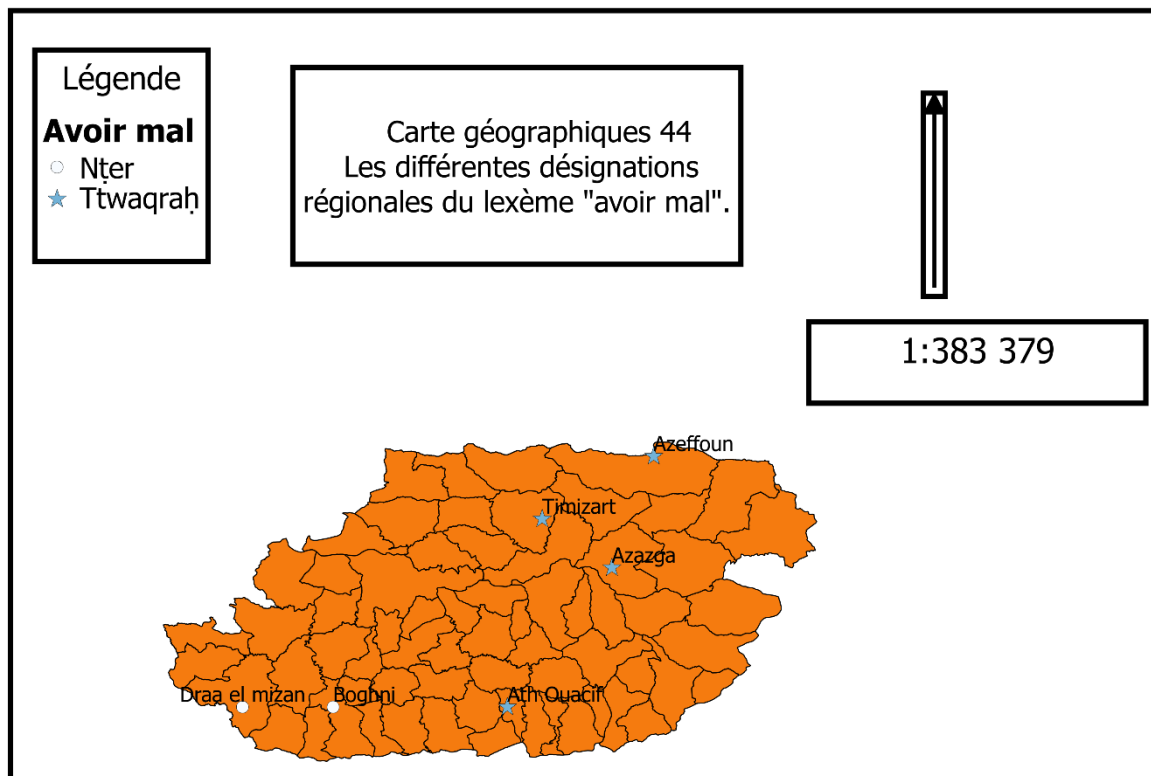 Légende
Avoir mal
Nṭer
Ttwaqraḥ
Carte géographiques 44
Les différentes désignations
régionales du lexème "avoir mal".
1:383 379
Azeffoun
Timizart
Azazga
Draa el mizan
Boghni
Ath Ouacif